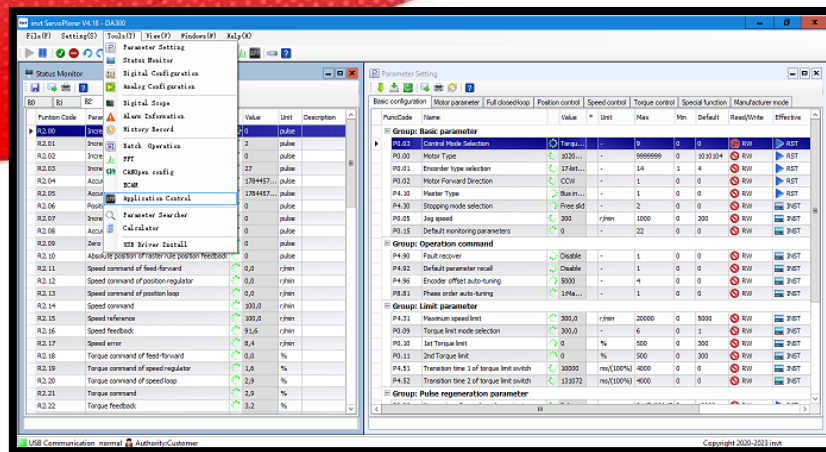 invt ServoPlorer V4.18 - DA300
File(F) Setting(S) Tools(T) View(V) Windows(W) Help(H)
Parameter Setting
Status Monitor
Digital Configuration
Analog Configuration
Digital Scope
Alarm Information
History Record
Batch Operation
FFT
CANOpen config
ECAM
Application Control
Parameter Searcher
Calculator
USB Driver Install
Status Monitor
R0 R1 R2
Funtion Code Value Unit Description
R2.00 0 pulse
R2.01 2 pulse
R2.02 0 pulse
R2.03 27 pulse
R2.04 1784457... pulse
R2.05 1784457... pulse
R2.06 0 pulse
R2.07 0 pulse
R2.08 0 pulse
R2.09 Zero 0 pulse
R2.10 Absolute position of raster rule position feedback 0 pulse
R2.11 Speed command of feed-forward 0,0 r/min
R2.12 Speed command of position regulator 0,0 r/min
R2.13 Speed command of position loop 0,0 r/min
R2.14 Speed command 100,0 r/min
R2.15 Speed reference 100,0 r/min
R2.16 Speed feedback 91,6 r/min
R2.17 Speed error 8,4 r/min
R2.18 Torque command of feed-forward 0,0 %
R2.19 Torque command of speed regulator 1,6 %
R2.20 Torque command of speed loop 2,9 %
R2.21 Torque command 2,9 %
R2.22 Torque feedback 3,2 %
Parameter Setting
Basic configuration Motor parameter Full closed-loop Position control Speed control Torque control Special function Manufacturer mode
FuncCode Name Value * Unit Max Min Default Read/Write Effective
Group: Basic parameter
P0.03 Control Mode Selection Torqu... - 9 0 0 RW RST
P0.00 Motor Type 1020... - 9999999 0 1010104 RW RST
P0.01 Encorder type selection 17-bit... - 14 1 4 RW RST
P0.02 Motor Forward Direction CCW - 1 0 0 RW RST
P4.10 Master Type Bus in... - 1 0 0 RW RST
P4.30 Stopping mode selection Free slid - 2 0 0 RW INST
P0.05 Jog speed 200 r/min 1000 0 200 RW INST
P0.15 Default monitoring parameters 0 - 22 0 0 RW INST
Group: Operation command
P4.90 Fault recover Disable - 1 0 0 RW INST
P4.92 Default parameter recall Disable - 1 0 0 RW INST
P4.96 Encoder offset auto-tuning 5000 - 4 0 0 RW INST
P8.81 Phase order auto-tuning 1:Ma... - 1 0 0 RW INST
Group: Limit parameter
P4.31 Maximum speed limit 300,0 r/min 20000 0 5000 RW INST
P0.09 Torque limit mode selection 300,0 - 6 0 1 RW INST
P0.10 1st Torque limit 0 % 500 0 300 RW INST
P0.11 2nd Torque limit 0 % 500 0 300 RW INST
P4.51 Transition time 1 of torque limit switch 10000 ms/(100%) 4000 0 0 RW INST
P4.52 Transition time 2 of torque limit switch 131072 ms/(100%) 4000 0 0 RW INST
Group: Pulse regeneration parameter
USB Communication normal Authority:Customer
Copyright 2020-2023 invt